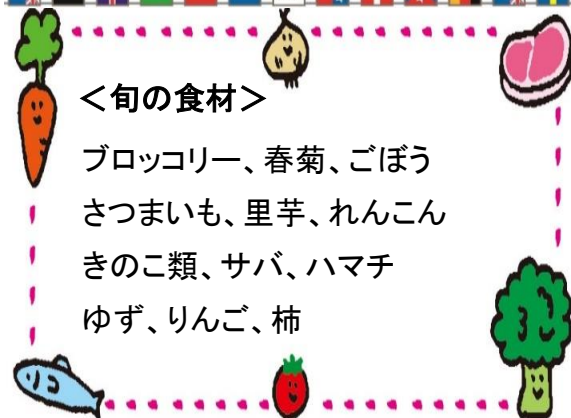 ＜旬の食材＞
ブロッコリー、春菊、ごぼう
さつまいも、里芋、れんこん
きのこ類、サバ、ハマチ
ゆず、りんご、柿